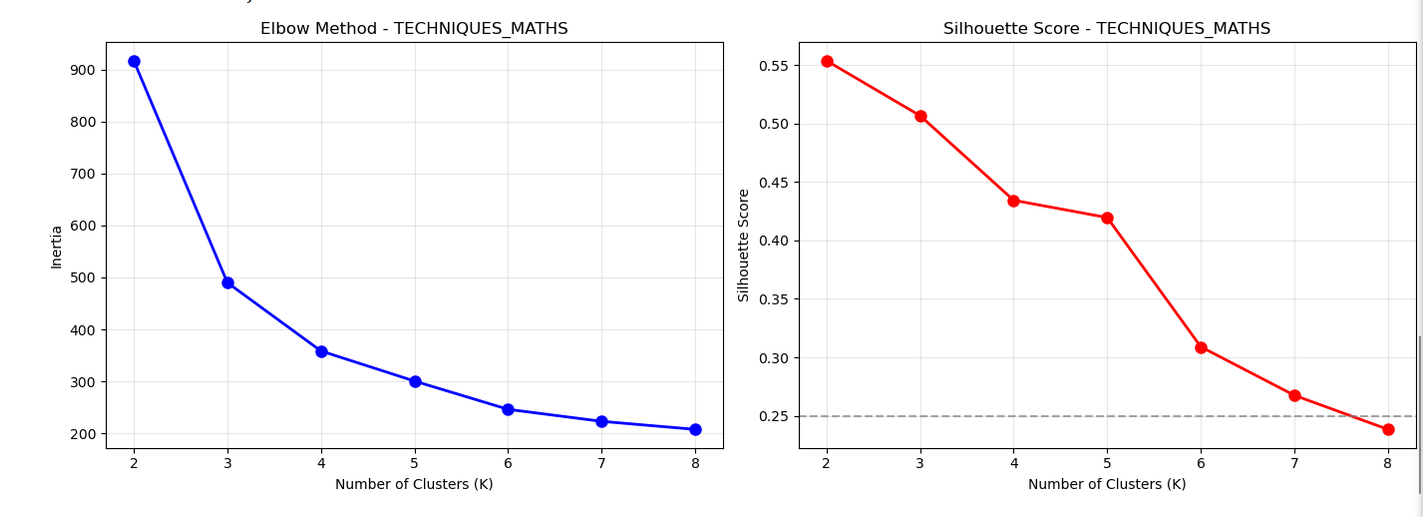 Elbow Method - TECHNIQUES_MATHS
900
800
700
600
500
400
300
200
Inertia
2 3 4 5 6 7 8
Number of Clusters (K)
Silhouette Score - TECHNIQUES_MATHS
0.55
0.50
0.45
0.40
0.35
0.30
0.25
Silhouette Score
2 3 4 5 6 7 8
Number of Clusters (K)